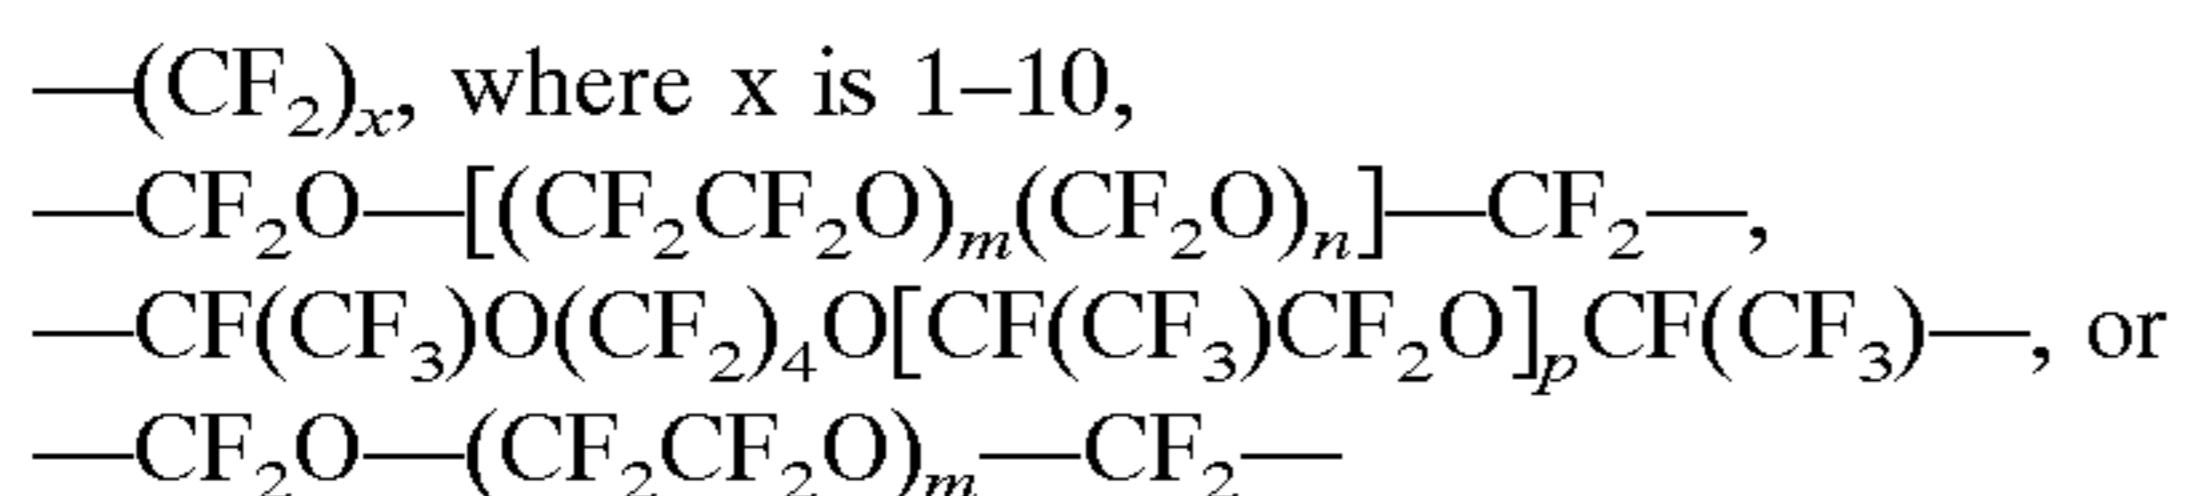 —(CF₂)ₓ, where x is 1–10,
—CF₂O—[(CF₂CF₂O)ₘ(CF₂O)ₙ]—CF₂—,
—CF(CF₃)O(CF₂)₄O[CF(CF₃)CF₂O]ₚCF(CF₃)—, or
—CF₂O—(CF₂CF₂O)ₘ—CF₂—